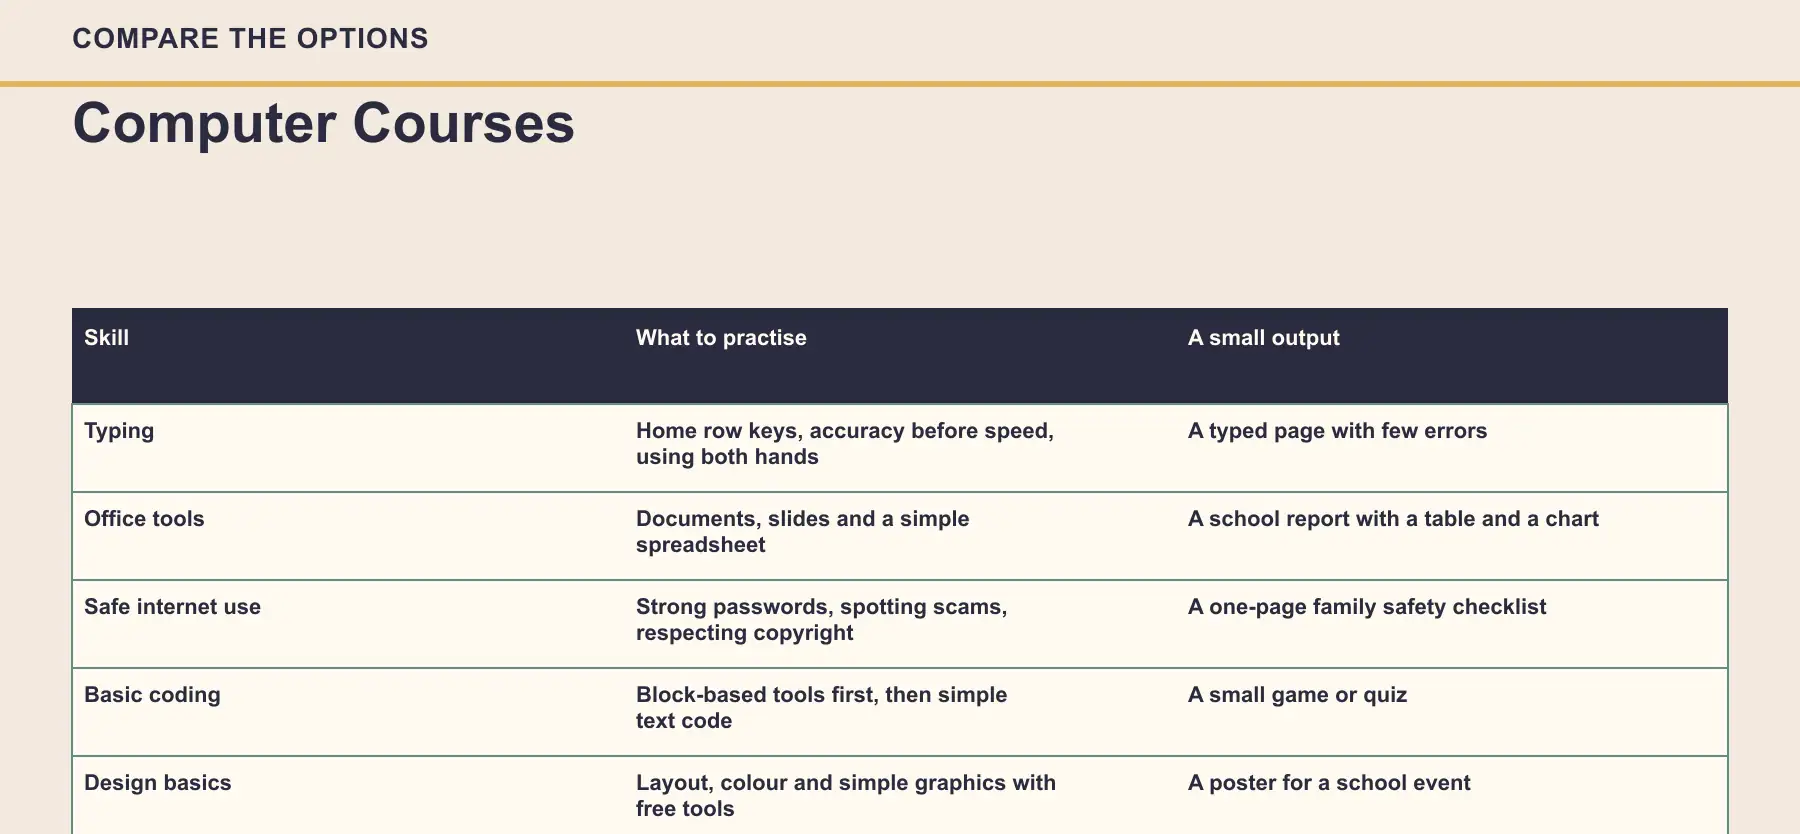 COMPARE THE OPTIONS
Computer Courses
Skill
What to practise
A small output
Typing
Home row keys, accuracy before speed,
using both hands
A typed page with few errors
Office tools
Documents, slides and a simple
spreadsheet
A school report with a table and a chart
Safe internet use
Strong passwords, spotting scams,
respecting copyright
A one-page family safety checklist
Basic coding
Block-based tools first, then simple
text code
A small game or quiz
Design basics
Layout, colour and simple graphics with
free tools
A poster for a school event